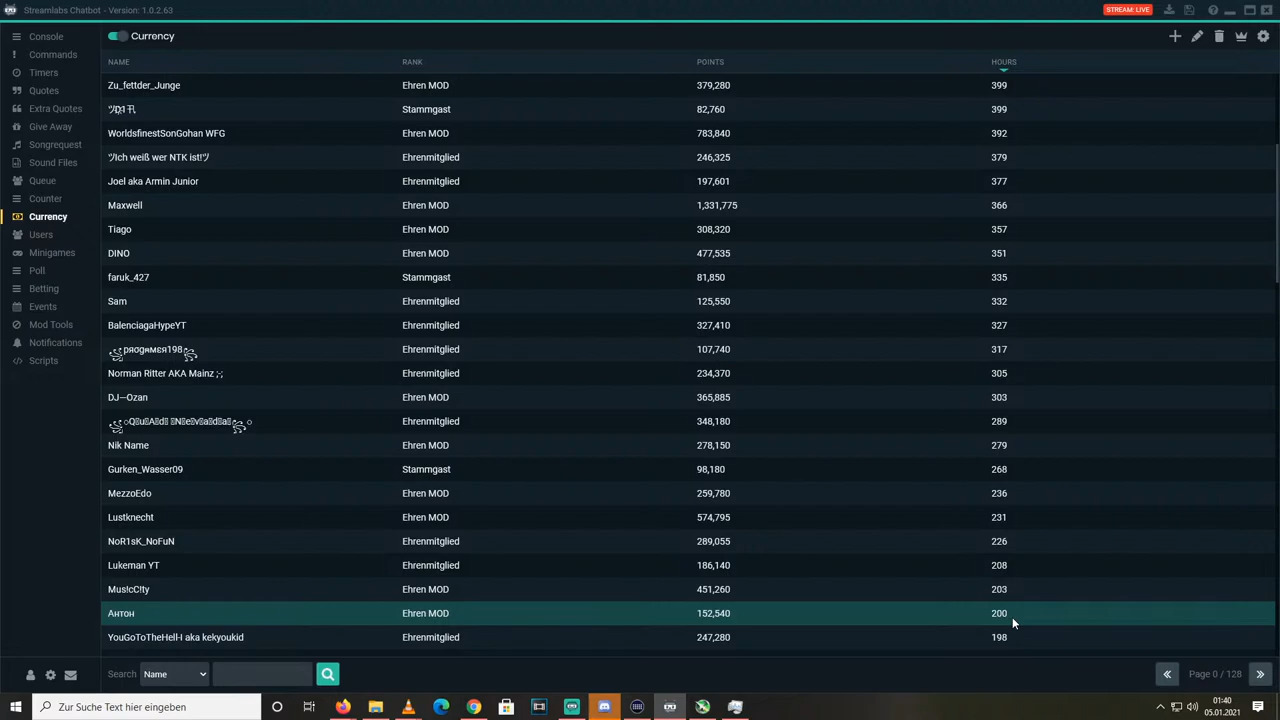 Streamlabs Chatbot - Version: 1.0.2.63
STREAM: LIVE
Console
Commands
Timers
Quotes
Extra Quotes
Give Away
Songrequest
Sound Files
Queue
Counter
Currency
Users
Minigames
Poll
Betting
Events
Mod Tools
Notifications
Scripts
Currency
NAME RANK POINTS HOURS
Zu_fettder_Junge Ehren MOD 379,280 399
Stammgast 82,760 399
WorldsfinestSonGohan WFG Ehren MOD 783,840 392
ツIch weiß wer NTK ist!ツ Ehrenmitglied 246,325 379
Joel aka Armin Junior Ehrenmitglied 197,601 377
Maxwell Ehren MOD 1,331,775 366
Tiago Ehren MOD 308,320 357
DINO Ehren MOD 477,535 351
faruk_427 Stammgast 81,850 335
Sam Ehrenmitglied 125,550 332
BalenciagaHypeYT Ehrenmitglied 327,410 327
Ehrenmitglied 107,740 317
Norman Ritter AKA Mainz ;-; Ehrenmitglied 234,370 305
DJ—Ozan Ehren MOD 365,885 303
Ehrenmitglied 348,180 289
Nik Name Ehren MOD 278,150 279
Gurken_Wasser09 Stammgast 98,180 268
MezzoEdo Ehren MOD 259,780 236
Lustknecht Ehren MOD 574,795 231
NoR1sK_NoFuN Ehrenmitglied 289,055 226
Lukeman YT Ehrenmitglied 186,140 208
Mus!cC!ty Ehren MOD 451,260 203
Антон Ehren MOD 152,540 200
YouGoToTheHell-I aka kekyoukid Ehrenmitglied 247,280 198
Search Name Page 0 / 128
Zur Suche Text hier eingeben
01:40
05.01.2021